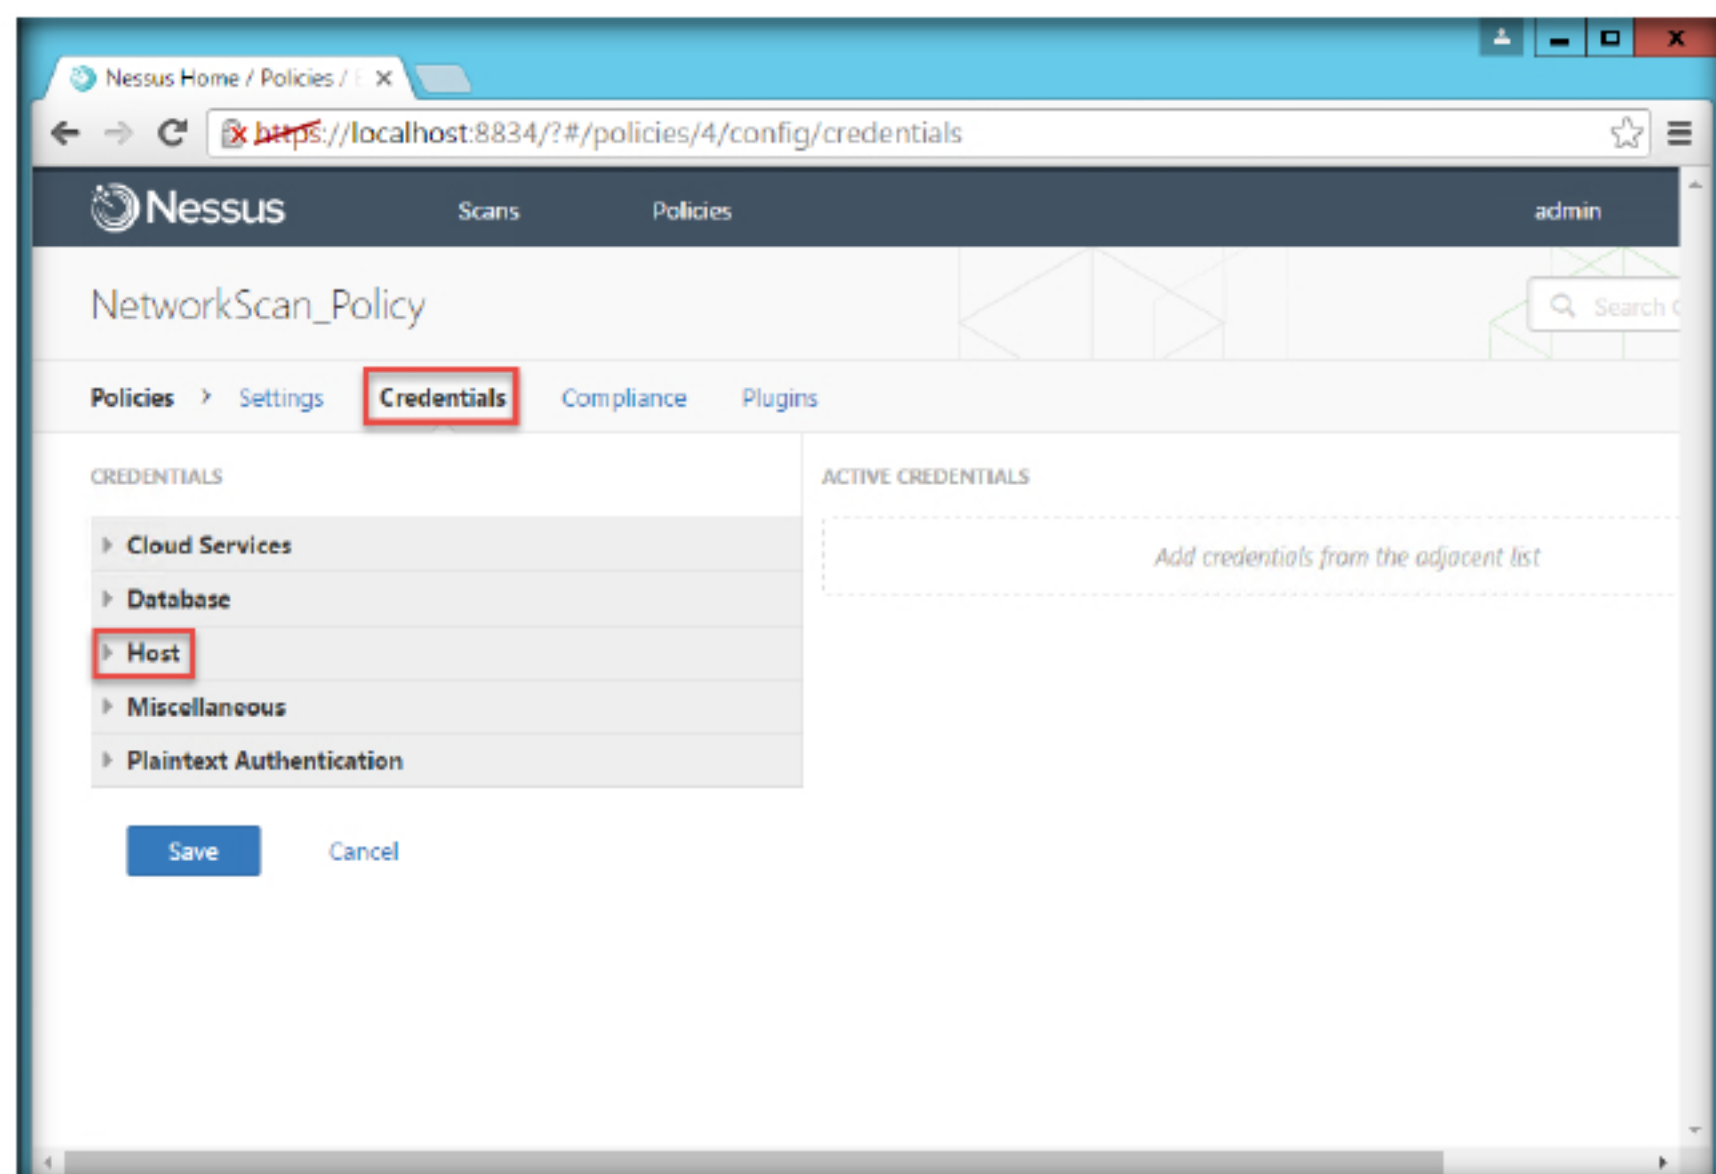 Nessus Home / Policies /
https://localhost:8834/?#/policies/4/config/credentials
Nessus Scans Policies admin
NetworkScan_Policy
Search
Policies > Settings Credentials Compliance Plugins
CREDENTIALS
ACTIVE CREDENTIALS
Cloud Services
Add credentials from the adjacent list
Database
Host
Miscellaneous
Plaintext Authentication
Save Cancel